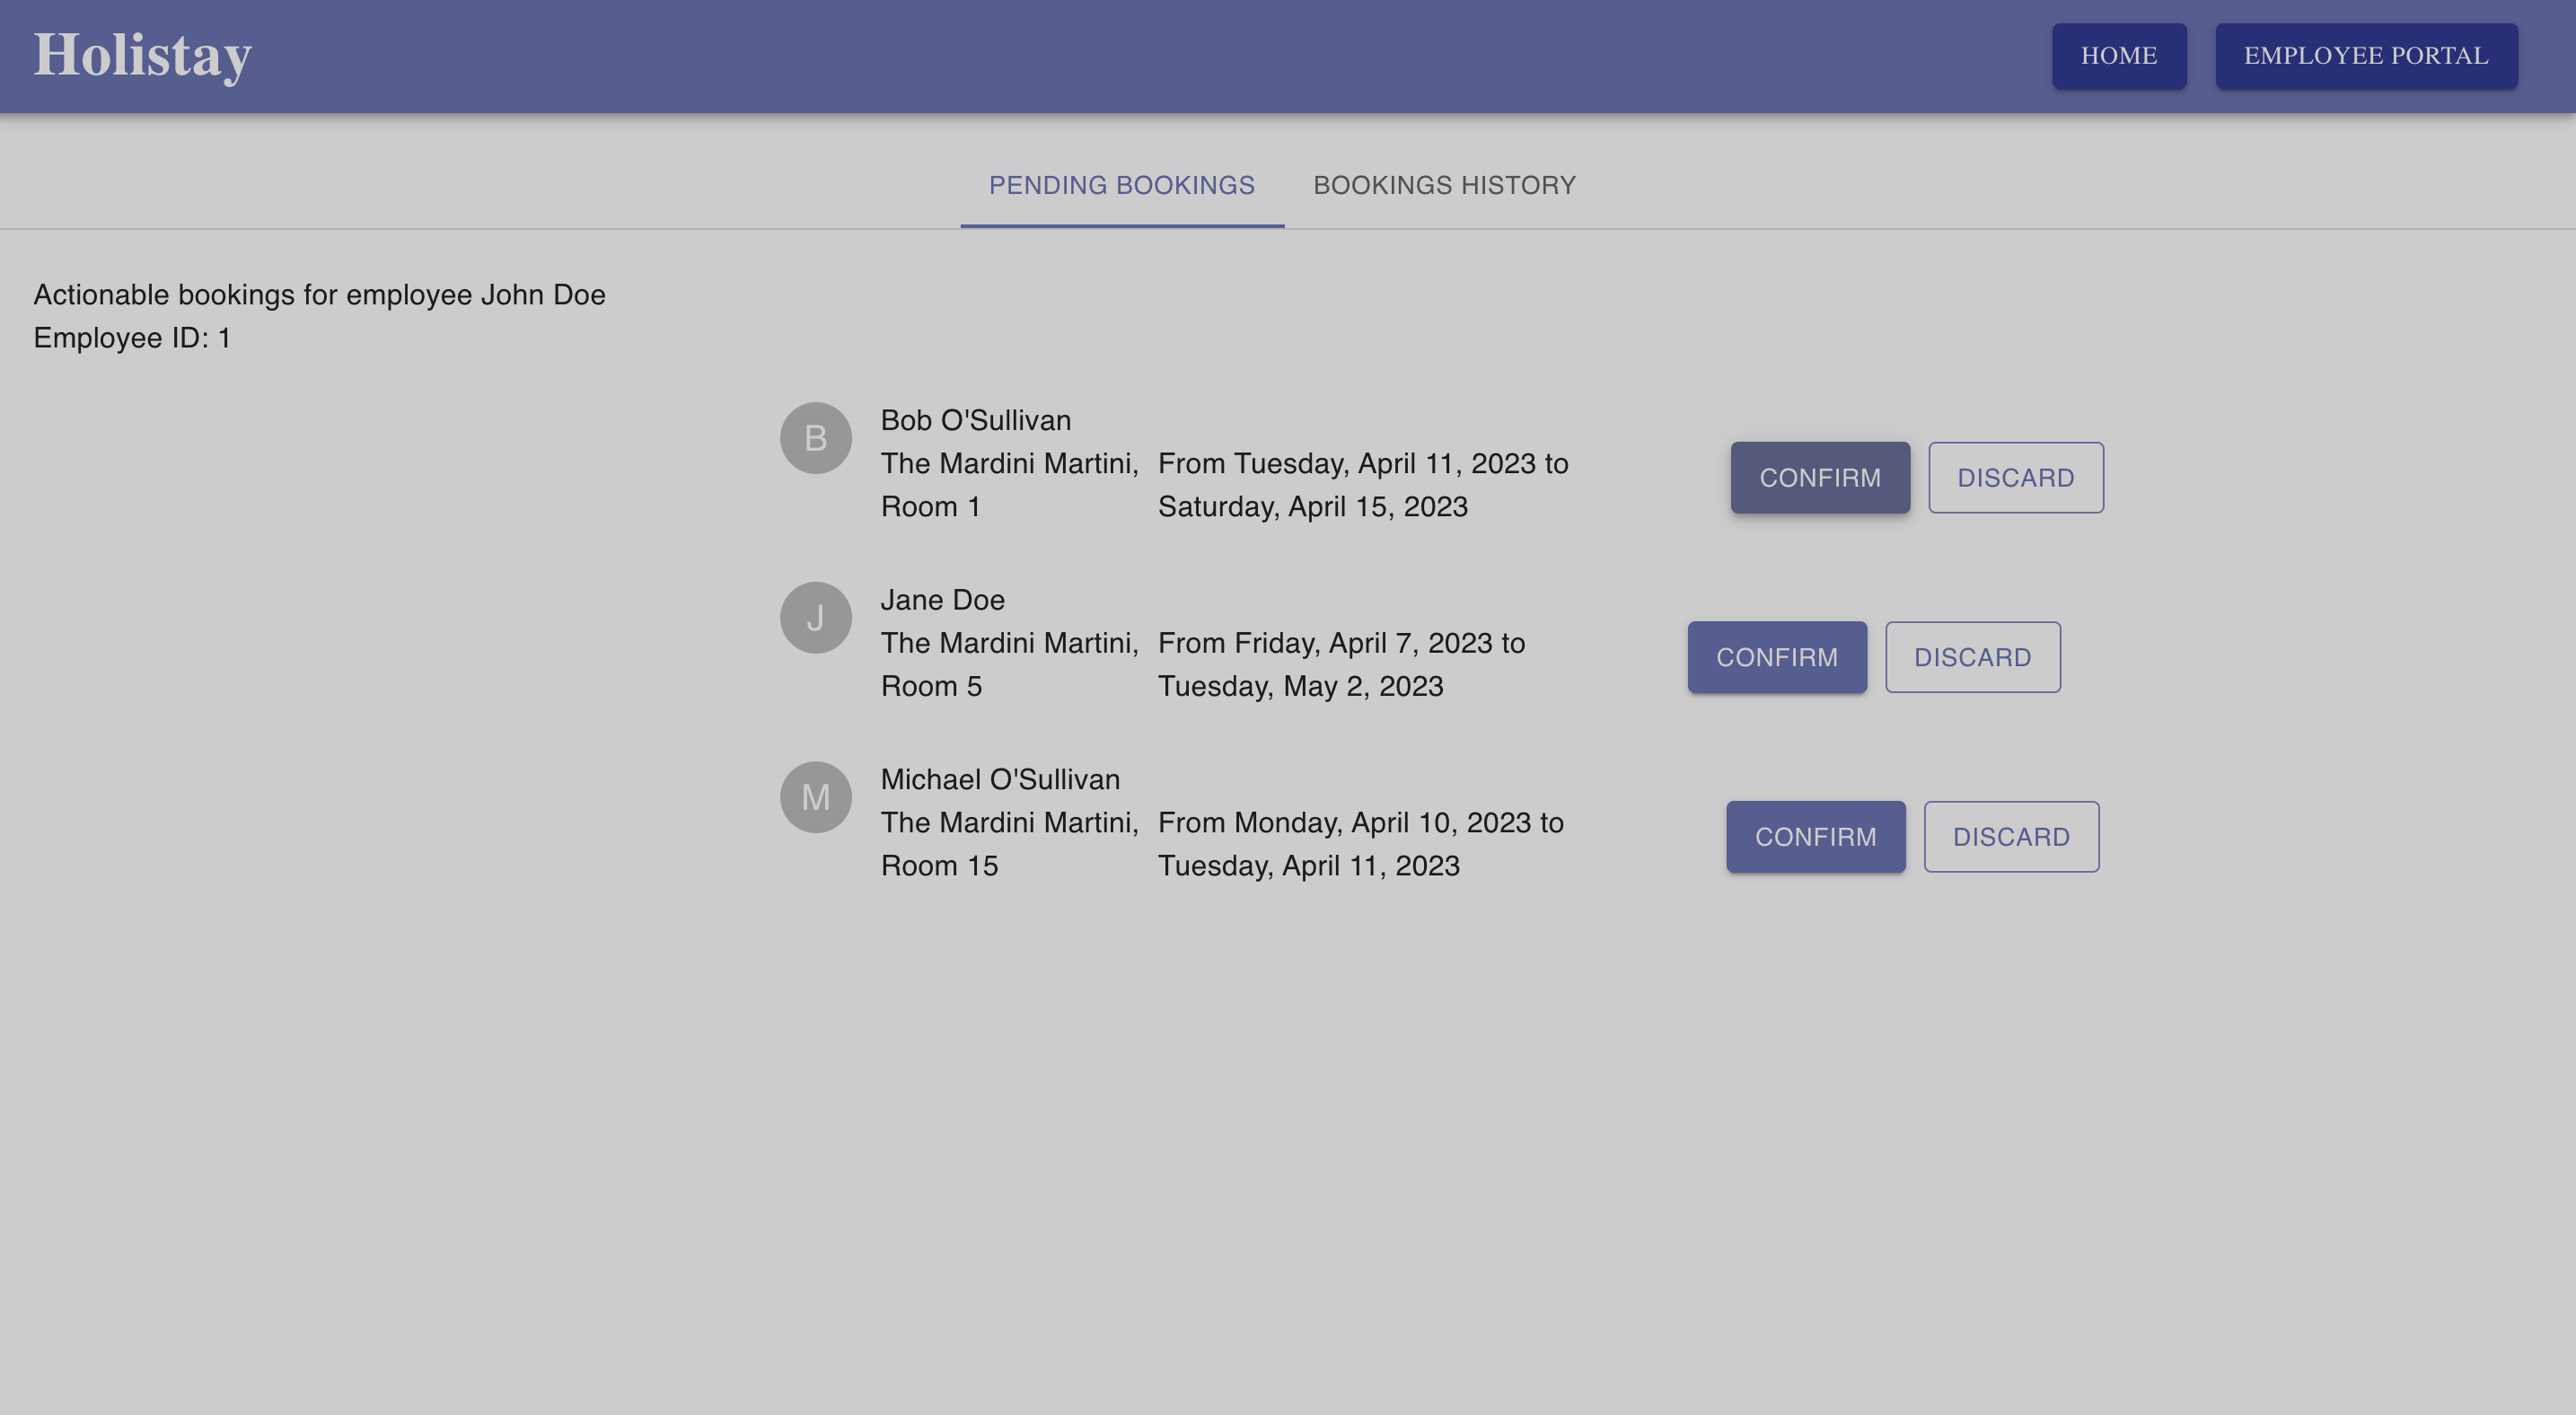 Holistay
HOME
EMPLOYEE PORTAL
PENDING BOOKINGS
BOOKINGS HISTORY
Actionable bookings for employee John Doe
Employee ID: 1
B
Bob O'Sullivan
The Mardini Martini,
Room 1
From Tuesday, April 11, 2023 to
Saturday, April 15, 2023
CONFIRM
DISCARD
J
Jane Doe
The Mardini Martini,
Room 5
From Friday, April 7, 2023 to
Tuesday, May 2, 2023
CONFIRM
DISCARD
M
Michael O'Sullivan
The Mardini Martini,
Room 15
From Monday, April 10, 2023 to
Tuesday, April 11, 2023
CONFIRM
DISCARD